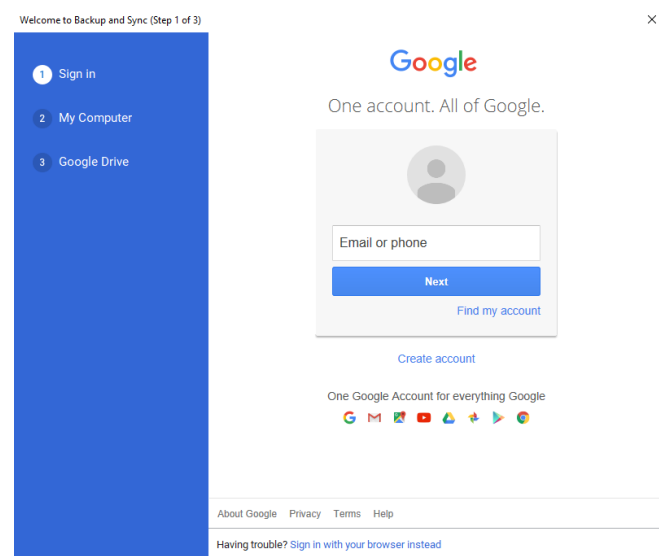 Welcome to Backup and Sync (Step 1 of 3)
1 Sign in
2 My Computer
3 Google Drive
Google
One account. All of Google.
Email or phone
Next
Find my account
Create account
One Google Account for everything Google
About Google Privacy Terms Help
Having trouble? Sign in with your browser instead